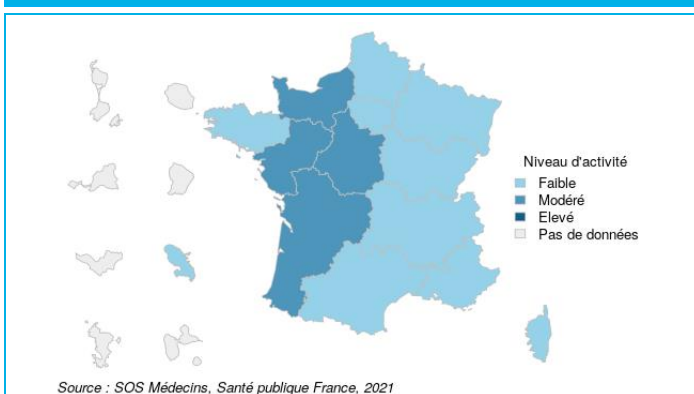 Niveau d'activité
Faible
Modéré
Elevé
Pas de données
Source : SOS Médecins, Santé publique France, 2021